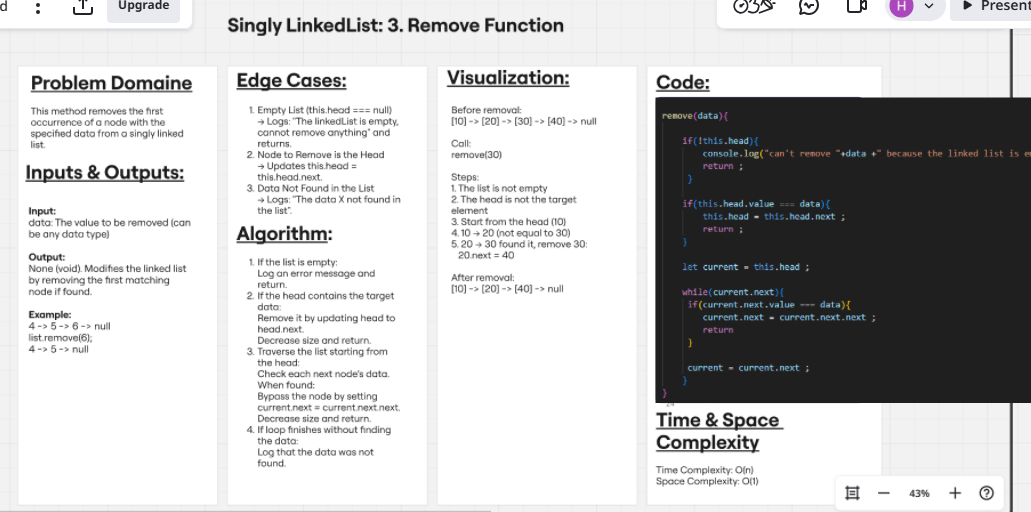 d
Upgrade
H
Present
Singly LinkedList: 3. Remove Function
Problem Domaine
This method removes the first
occurrence of a node with the
specified data from a singly linked
list.
Inputs & Outputs:
Input:
data: The value to be removed (can
be any data type)
Output:
None (void). Modifies the linked list
by removing the first matching
node if found.
Example:
4 -> 5 -> 6 -> null
list.remove(6);
4 -> 5 -> null
Edge Cases:
1. Empty List (this.head === null)
→ Logs: "The linkedList is empty,
cannot remove anything" and
returns.
2. Node to Remove is the Head
→ Updates this.head =
this.head.next.
3. Data Not Found in the List
→ Logs: "The data X not found in
the list".
Algorithm:
1. If the list is empty:
Log an error message and
return.
2. If the head contains the target
data:
Remove it by updating head to
head.next.
Decrease size and return.
3. Traverse the list starting from
the head:
Check each next node's data.
When found:
Bypass the node by setting
current.next = current.next.next.
Decrease size and return.
4. If loop finishes without finding
the data:
Log that the data was not
found.
Visualization:
Before removal:
[10] -> [20] -> [30] -> [40] -> null
Call:
remove(30)
Steps:
1. The list is not empty
2. The head is not the target
element
3. Start from the head (10)
4. 10 → 20 (not equal to 30)
5. 20 → 30 found it, remove 30:
20.next = 40
After removal:
[10] -> [20] -> [40] -> null
Code:
remove(data){
if(!this.head){
console.log("can't remove "+data +" because the linked list is
return ;
}
if(this.head.value === data){
this.head = this.head.next ;
return ;
}
let current = this.head ;
while(current.next){
if(current.next.value === data){
current.next = current.next.next ;
return
}
current = current.next ;
}
}
Time & Space
Complexity
Time Complexity: O(n)
Space Complexity: O(1)
43%